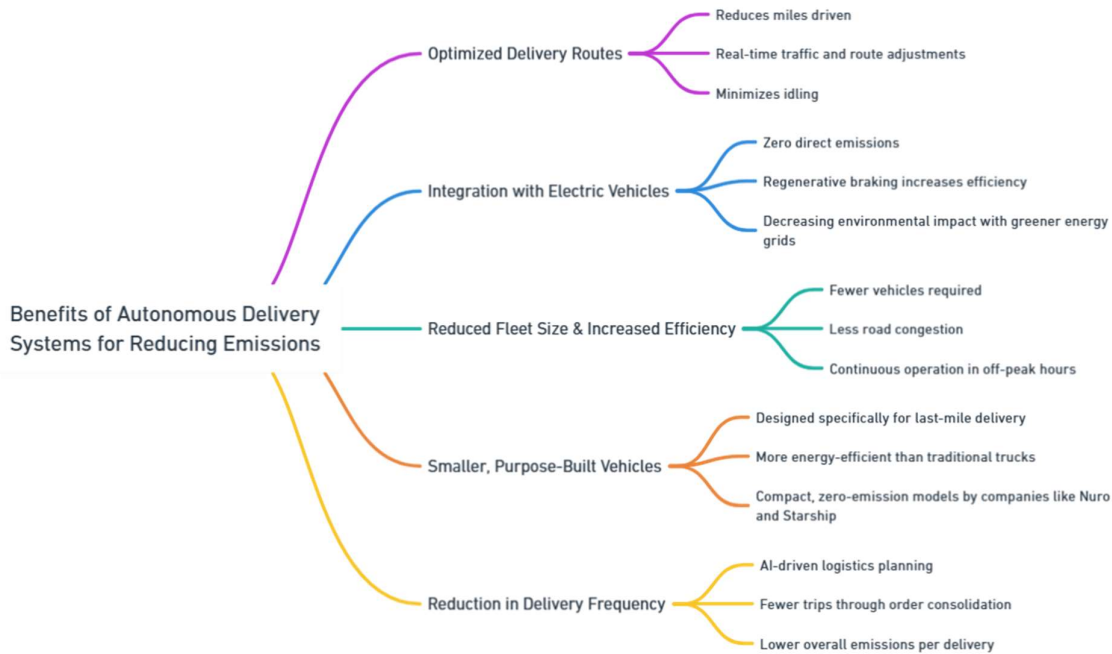 Benefits of Autonomous Delivery
Systems for Reducing Emissions
Optimized Delivery Routes
Reduces miles driven
Real-time traffic and route adjustments
Minimizes idling
Integration with Electric Vehicles
Zero direct emissions
Regenerative braking increases efficiency
Decreasing environmental impact with greener energy
grids
Reduced Fleet Size & Increased Efficiency
Fewer vehicles required
Less road congestion
Continuous operation in off-peak hours
Smaller, Purpose-Built Vehicles
Designed specifically for last-mile delivery
More energy-efficient than traditional trucks
Compact, zero-emission models by companies like Nuro
and Starship
Reduction in Delivery Frequency
AI-driven logistics planning
Fewer trips through order consolidation
Lower overall emissions per delivery